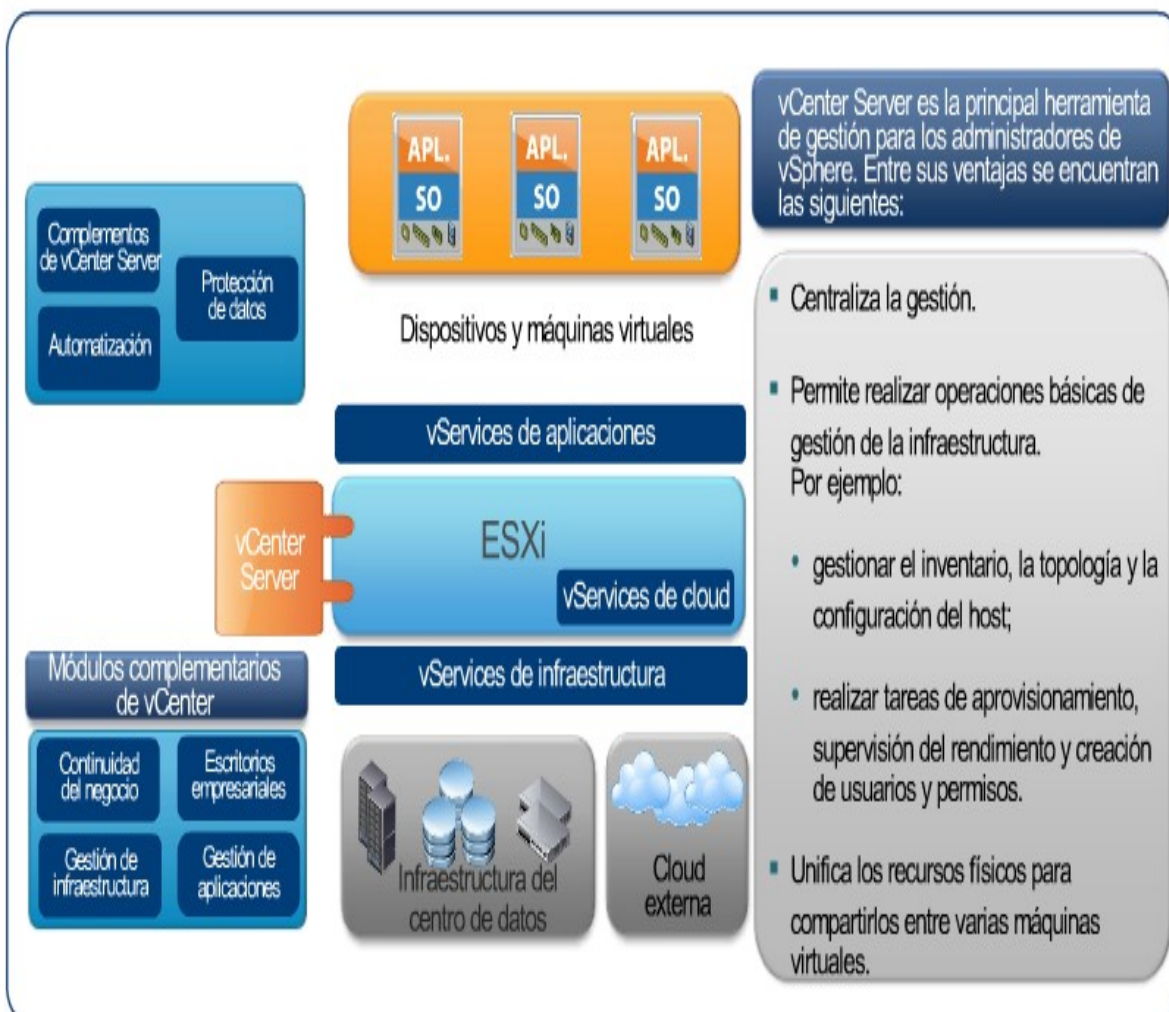 Complementos
de vCenter Server
Protección
de datos
Automatización
APL.
SO
APL.
SO
APL.
SO
Dispositivos y máquinas virtuales
vServices de aplicaciones
vCenter
Server
ESXi
vServices de cloud
vServices de infraestructura
Módulos complementarios
de vCenter
Continuidad
del negocio
Escritorios
empresariales
Gestión de
infraestructura
Gestión de
aplicaciones
Infraestructura del
centro de datos
Cloud
externa
vCenter Server es la principal herramienta
de gestión para los administradores de
vSphere. Entre sus ventajas se encuentran
las siguientes:
▪ Centraliza la gestión.
▪ Permite realizar operaciones básicas de
gestión de la infraestructura.
Por ejemplo:
• gestionar el inventario, la topología y la
configuración del host;
• realizar tareas de aprovisionamiento,
supervisión del rendimiento y creación
de usuarios y permisos.
▪ Unifica los recursos físicos para
compartirlos entre varias máquinas
virtuales.